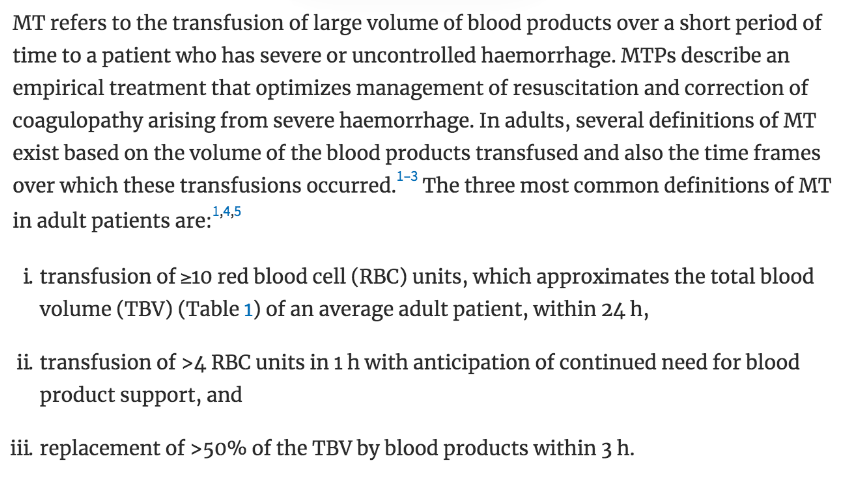 MT refers to the transfusion of large volume of blood products over a short period of
time to a patient who has severe or uncontrolled haemorrhage. MTPs describe an
empirical treatment that optimizes management of resuscitation and correction of
coagulopathy arising from severe haemorrhage. In adults, several definitions of MT
exist based on the volume of the blood products transfused and also the time frames
over which these transfusions occurred.1–3 The three most common definitions of MT
in adult patients are:1,4,5
i. transfusion of ≥10 red blood cell (RBC) units, which approximates the total blood
volume (TBV) (Table 1) of an average adult patient, within 24 h,
ii. transfusion of >4 RBC units in 1 h with anticipation of continued need for blood
product support, and
iii. replacement of >50% of the TBV by blood products within 3 h.